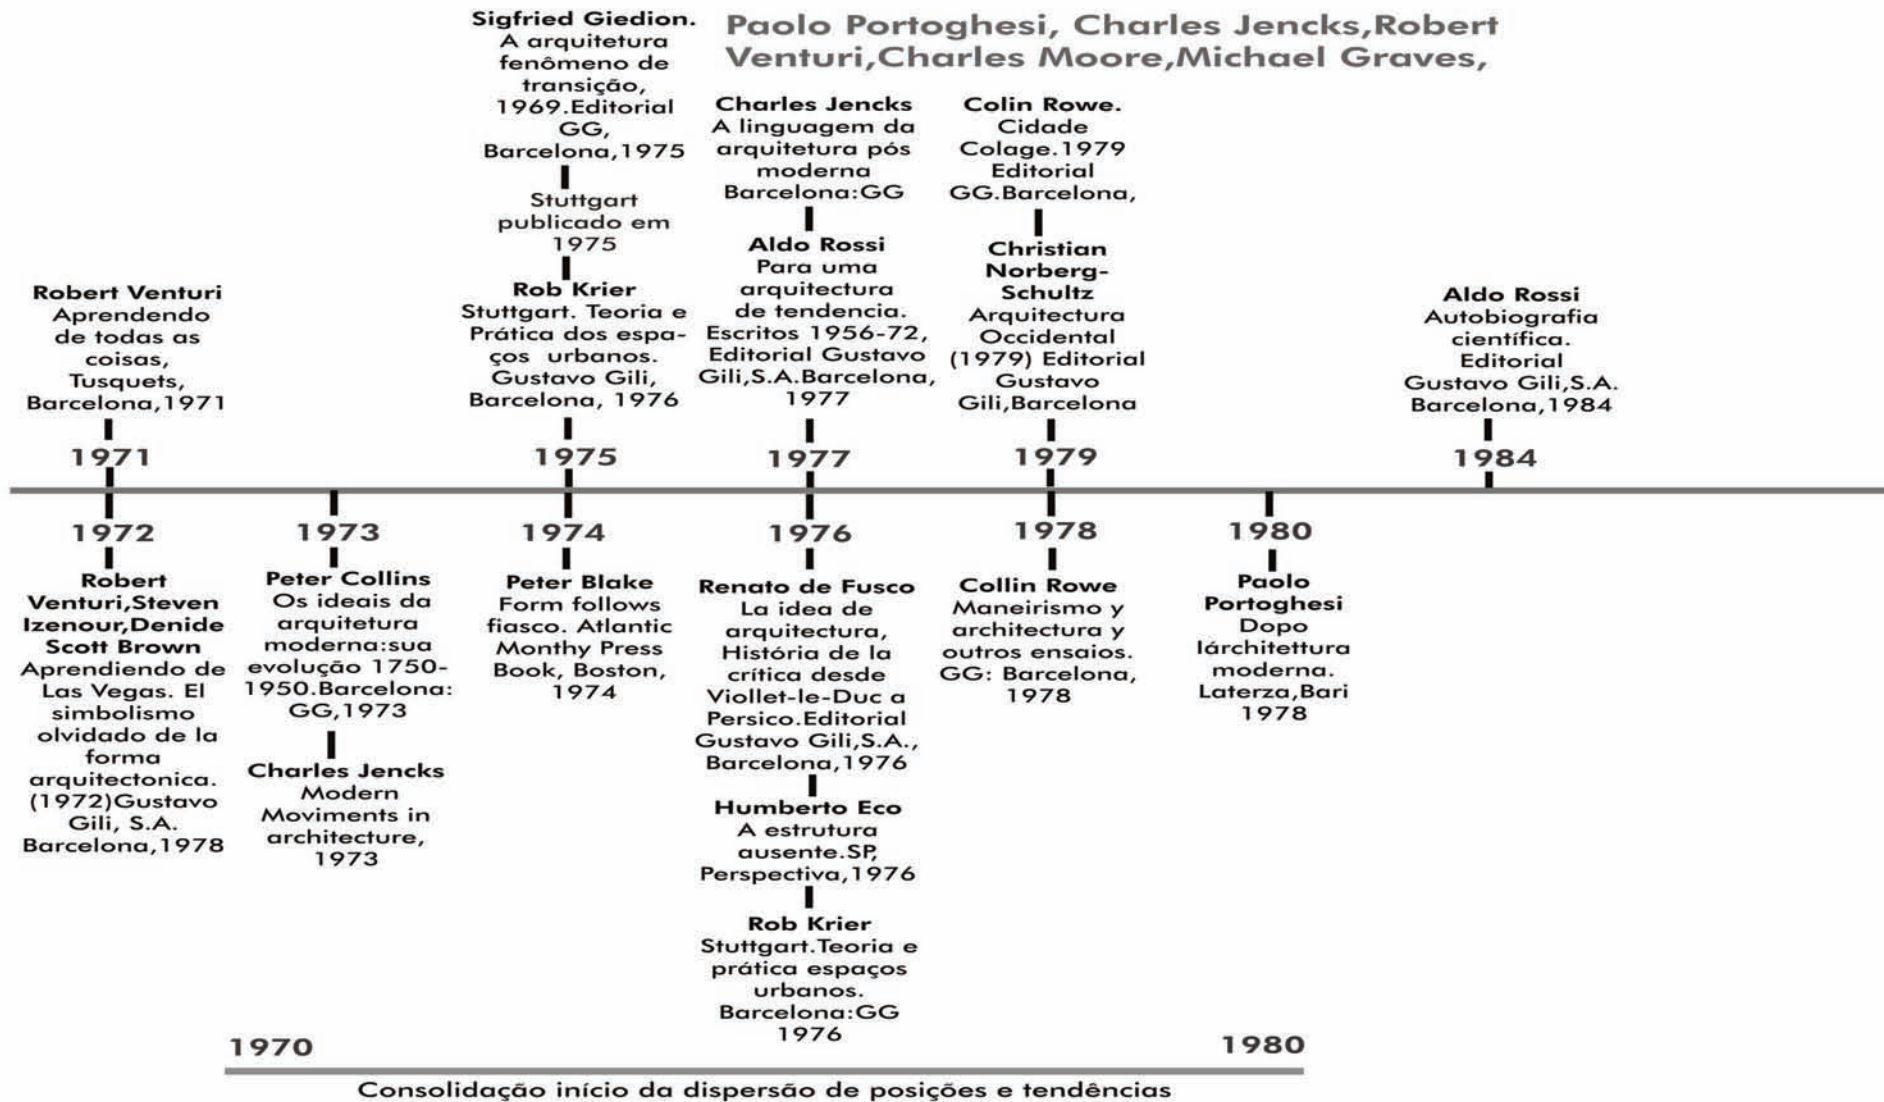 Paolo Portoghesi, Charles Jencks,Robert
Venturi,Charles Moore,Michael Graves,
Robert Venturi
Aprendendo
de todas as
coisas,
Tusquets,
Barcelona,1971
1971
Sigfried Giedion.
A arquitetura
fenômeno de
transição,
1969.Editorial
GG,
Barcelona,1975
Stuttgart
publicado em
1975
Rob Krier
Stuttgart. Teoria e
Prática dos espa-
ços urbanos.
Gustavo Gili,
Barcelona, 1976
1975
Charles Jencks
A linguagem da
arquitetura pós
moderna
Barcelona:GG
Aldo Rossi
Para uma
arquitectura
de tendencia.
Escritos 1956-72,
Editorial Gustavo
Gili,S.A.Barcelona,
1977
1977
Colin Rowe.
Cidade
Colage.1979
Editorial
GG.Barcelona,
Christian
Norberg-
Schultz
Arquitectura
Occidental
(1979) Editorial
Gustavo
Gili,Barcelona
1979
Aldo Rossi
Autobiografia
científica.
Editorial
Gustavo Gili,S.A.
Barcelona,1984
1984
1972
Robert
Venturi,Steven
Izenour,Denide
Scott Brown
Aprendiendo de
Las Vegas. El
simbolismo
olvidado de la
forma
arquitectonica.
(1972)Gustavo
Gili, S.A.
Barcelona,1978
1973
Peter Collins
Os ideais da
arquitetura
moderna:sua
evolução 1750-
1950.Barcelona:
GG,1973
Charles Jencks
Modern
Moviments in
architecture,
1973
1974
Peter Blake
Form follows
fiasco. Atlantic
Monthy Press
Book, Boston,
1974
1976
Renato de Fusco
La idea de
arquitectura,
História de la
crítica desde
Viollet-le-Duc a
Persico.Editorial
Gustavo Gili,S.A.,
Barcelona,1976
Humberto Eco
A estrutura
ausente.SP,
Perspectiva,1976
Rob Krier
Stuttgart.Teoria e
prática espaços
urbanos.
Barcelona:GG
1976
1978
Collin Rowe
Maneirismo y
architectura y
outros ensaios.
GG: Barcelona,
1978
1980
Paolo
Portoghesi
Dopo
Iárchitettura
moderna.
Laterza,Bari
1978
1970
1980
Consolidação início da dispersão de posições e tendências